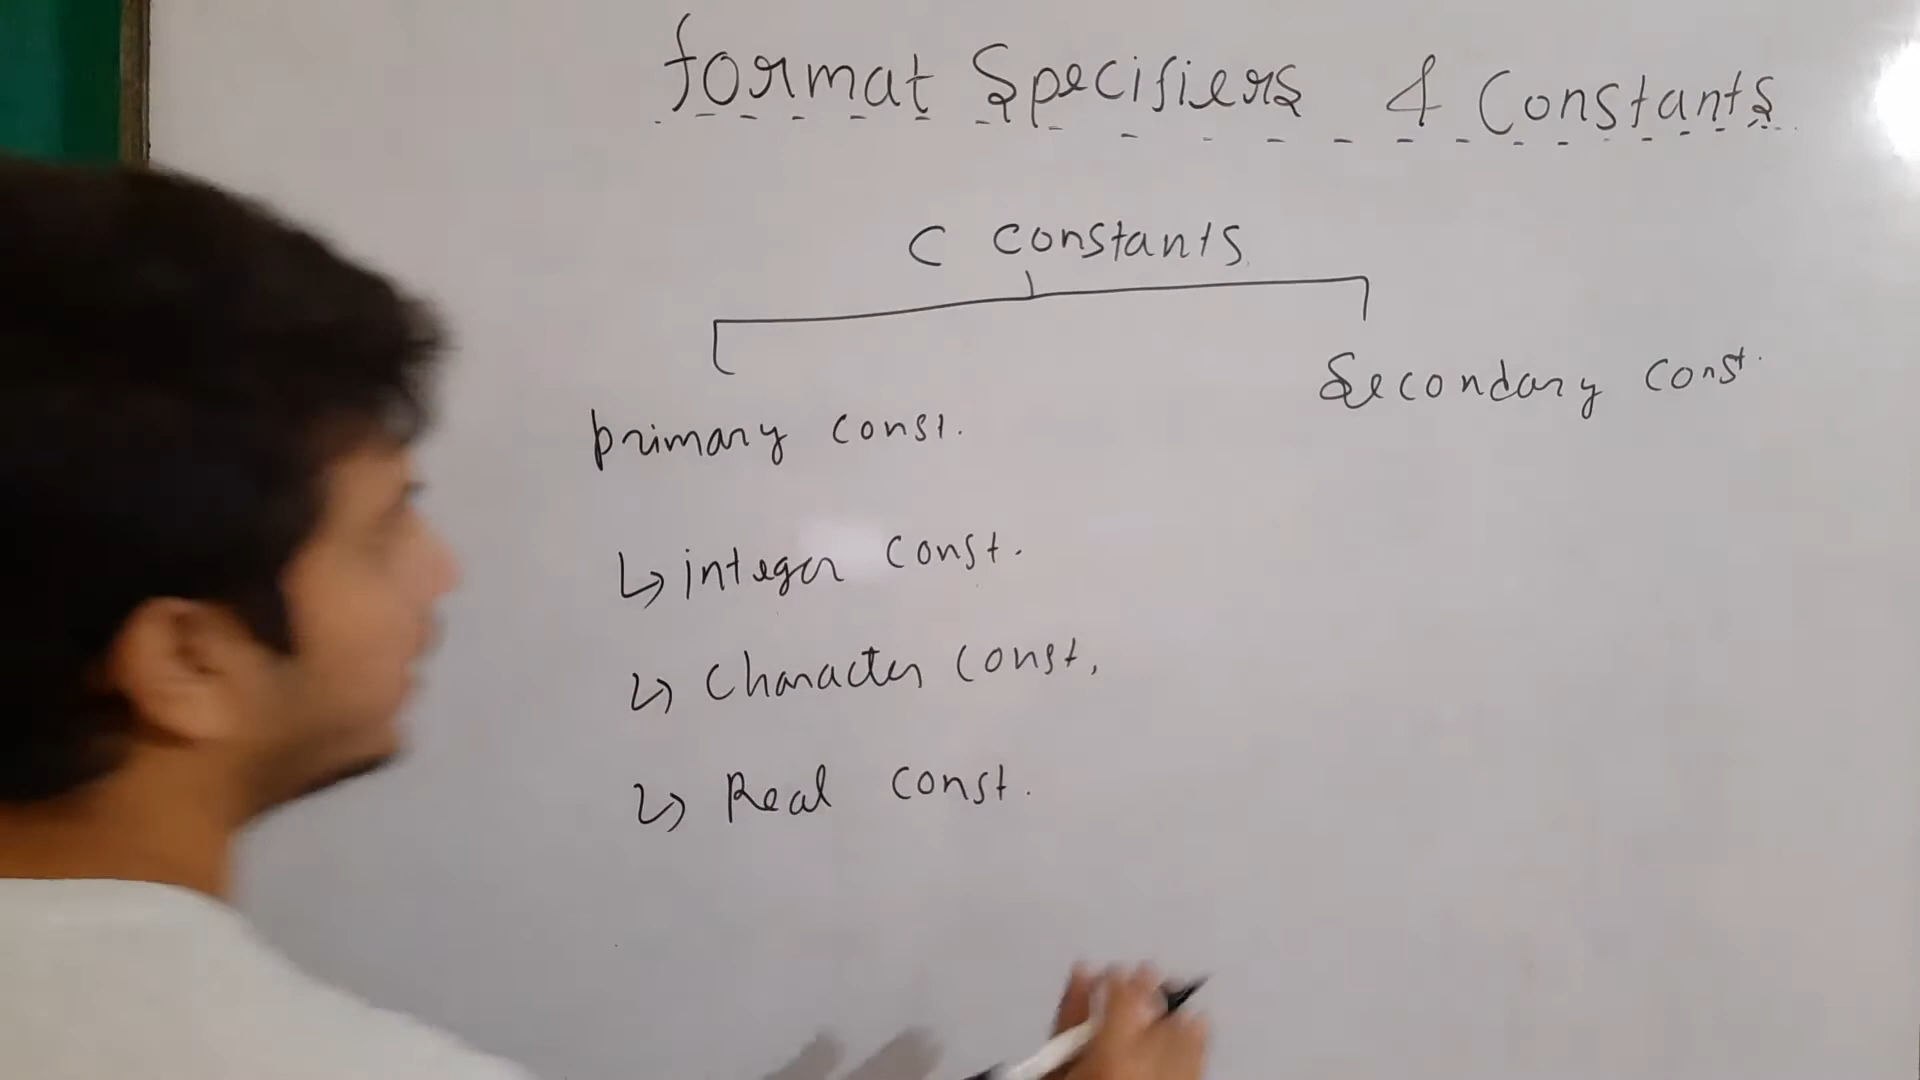 format Specifiers & Constants
C constants
primary const.
Secondary const.
↳ integer const.
↳ Character const.
↳ Real const.